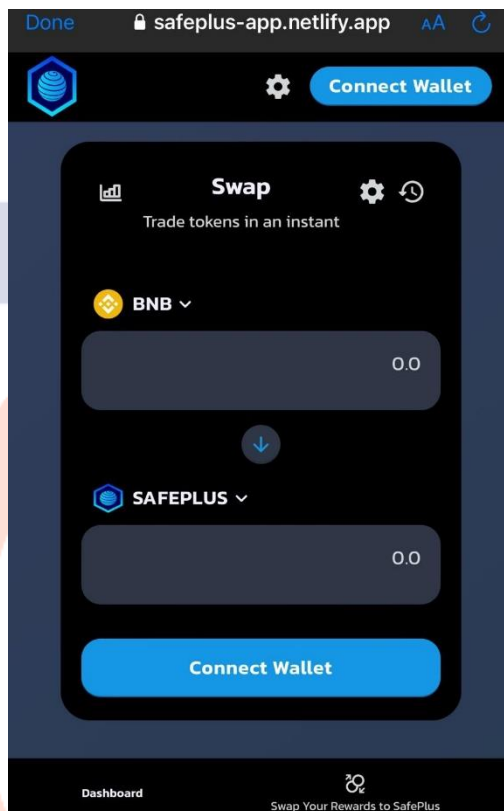 Done safeplus-app.netlify.app AA
Connect Wallet
Swap
Trade tokens in an instant
BNB
0.0
SAFEPLUS
0.0
Connect Wallet
Dashboard
Swap Your Rewards to SafePlus